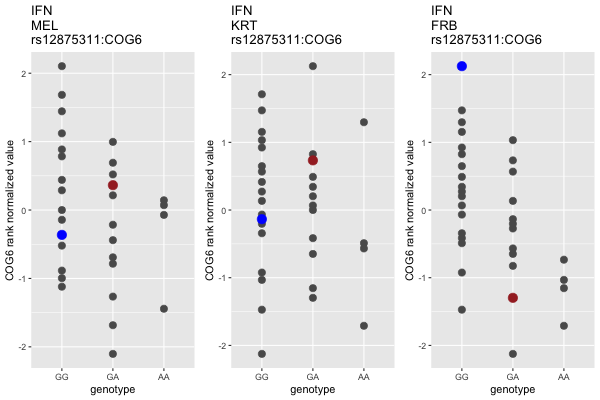 IFN
MEL
rs12875311:COG6
COG6 rank normalized value
2
1
0
-1
-2
GG
GA
AA
genotype
IFN
KRT
rs12875311:COG6
COG6 rank normalized value
2
1
0
-1
-2
GG
GA
AA
genotype
IFN
FRB
rs12875311:COG6
COG6 rank normalized value
2
1
0
-1
-2
GG
GA
AA
genotype